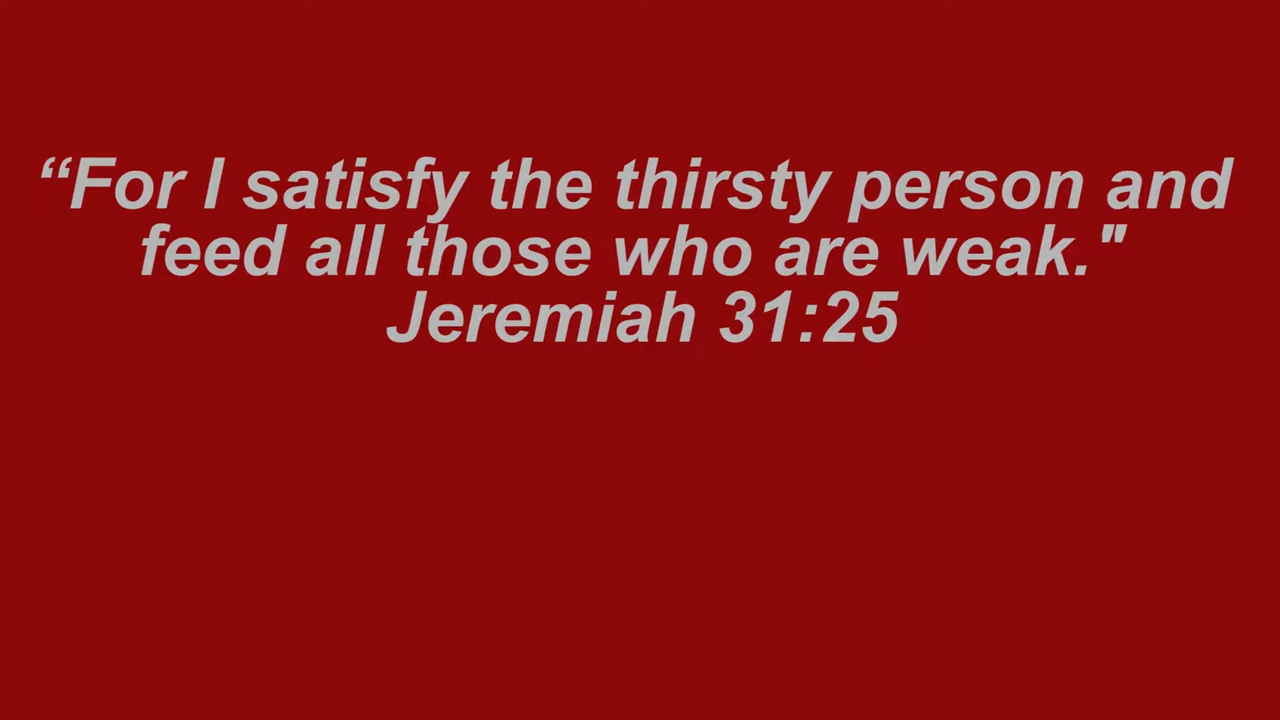 “For I satisfy the thirsty person and
feed all those who are weak."
Jeremiah 31:25